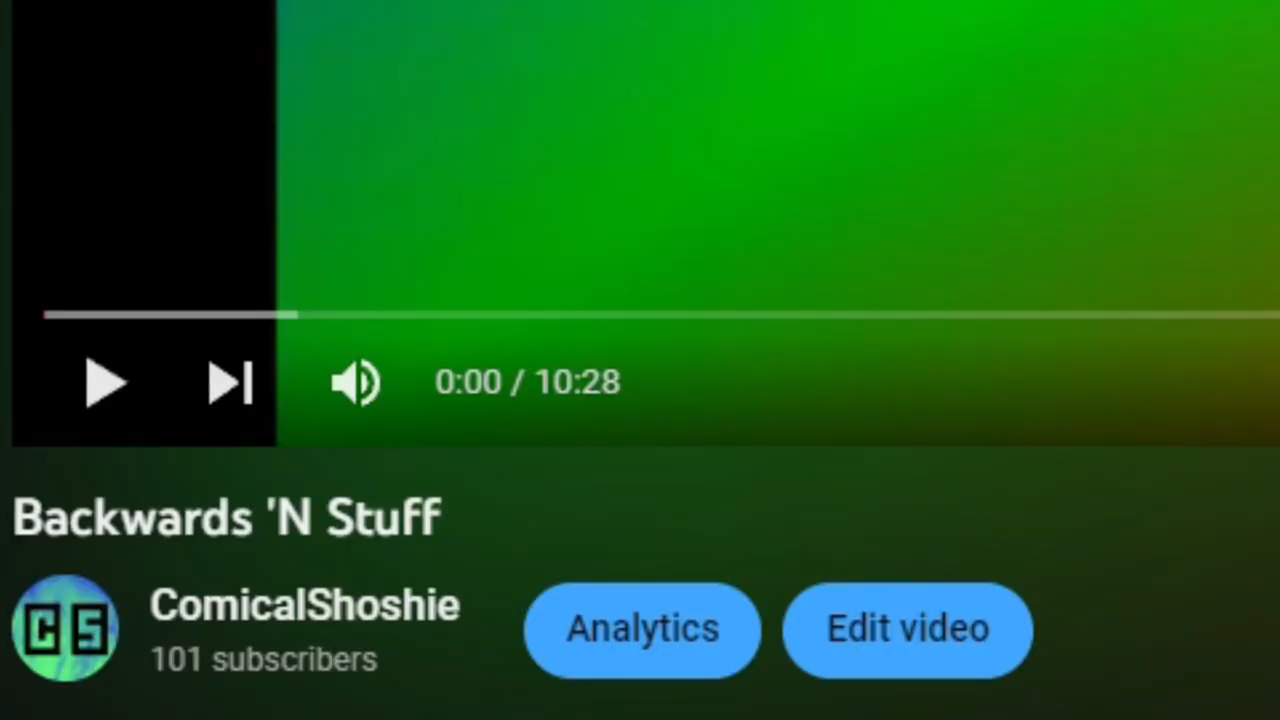 0:00 / 10:28
Backwards 'N Stuff
CS
ComicalShoshie
101 subscribers
Analytics
Edit video